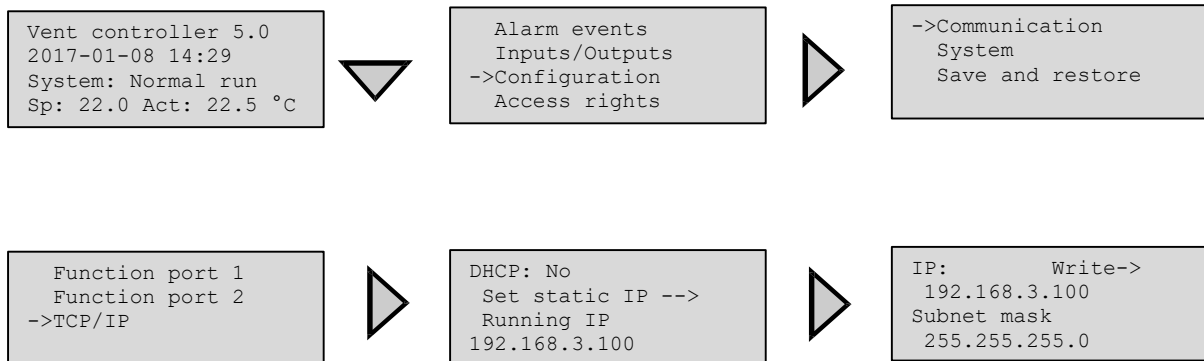 Vent controller 5.0
2017-01-08 14:29
System: Normal run
Sp: 22.0 Act: 22.5 °C
Alarm events
Inputs/Outputs
->Configuration
Access rights
->Communication
System
Save and restore
Function port 1
Function port 2
->TCP/IP
DHCP: No
Set static IP -->
Running IP
192.168.3.100
IP: Write->
192.168.3.100
Subnet mask
255.255.255.0